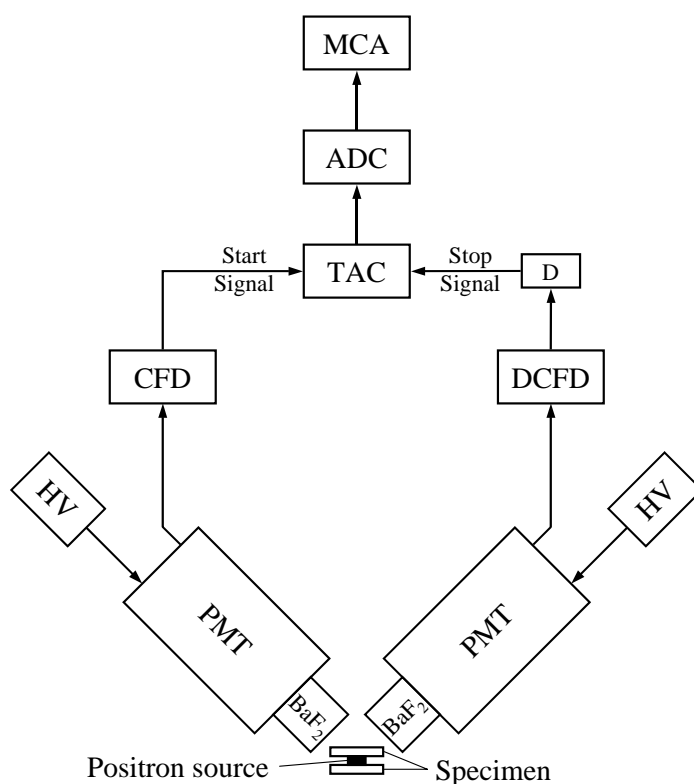 MCA
ADC
Start
Signal
TAC
Stop
Signal
D
CFD
DCFD
HV
HV
PMT
PMT
BaF2
BaF2
Positron source
Specimen